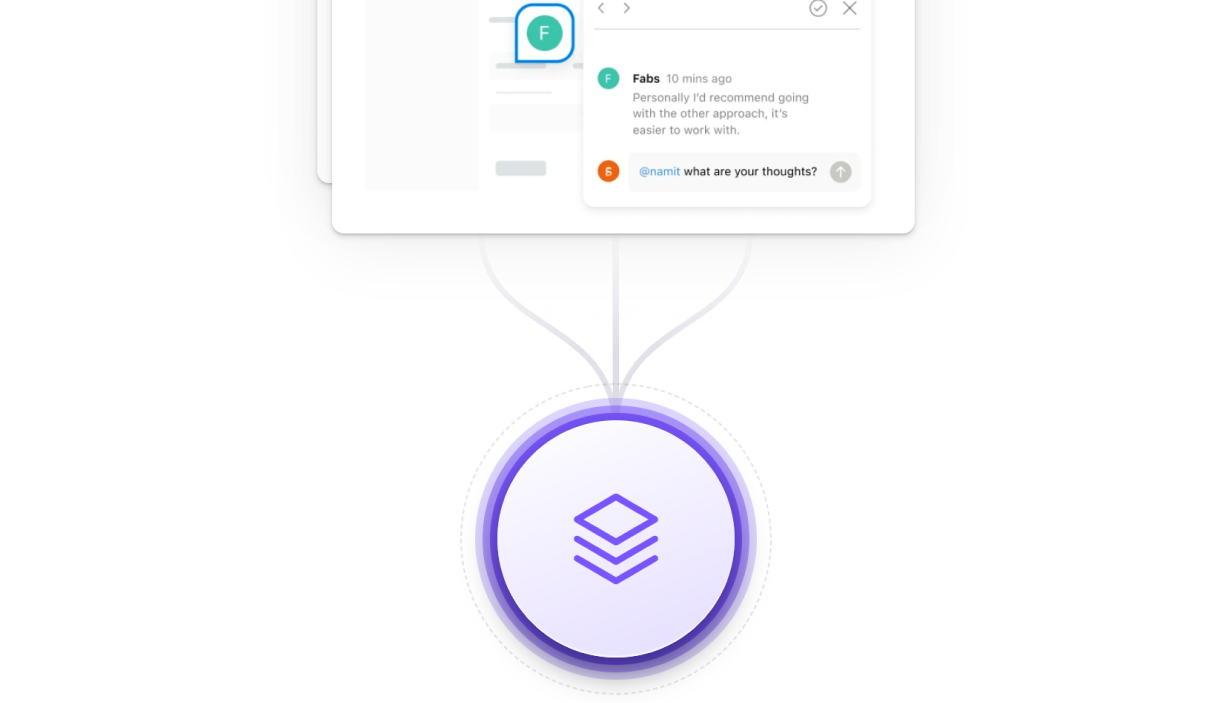 F
F Fabs 10 mins ago
Personally I'd recommend going
with the other approach, it's
easier to work with.
@namit what are your thoughts?